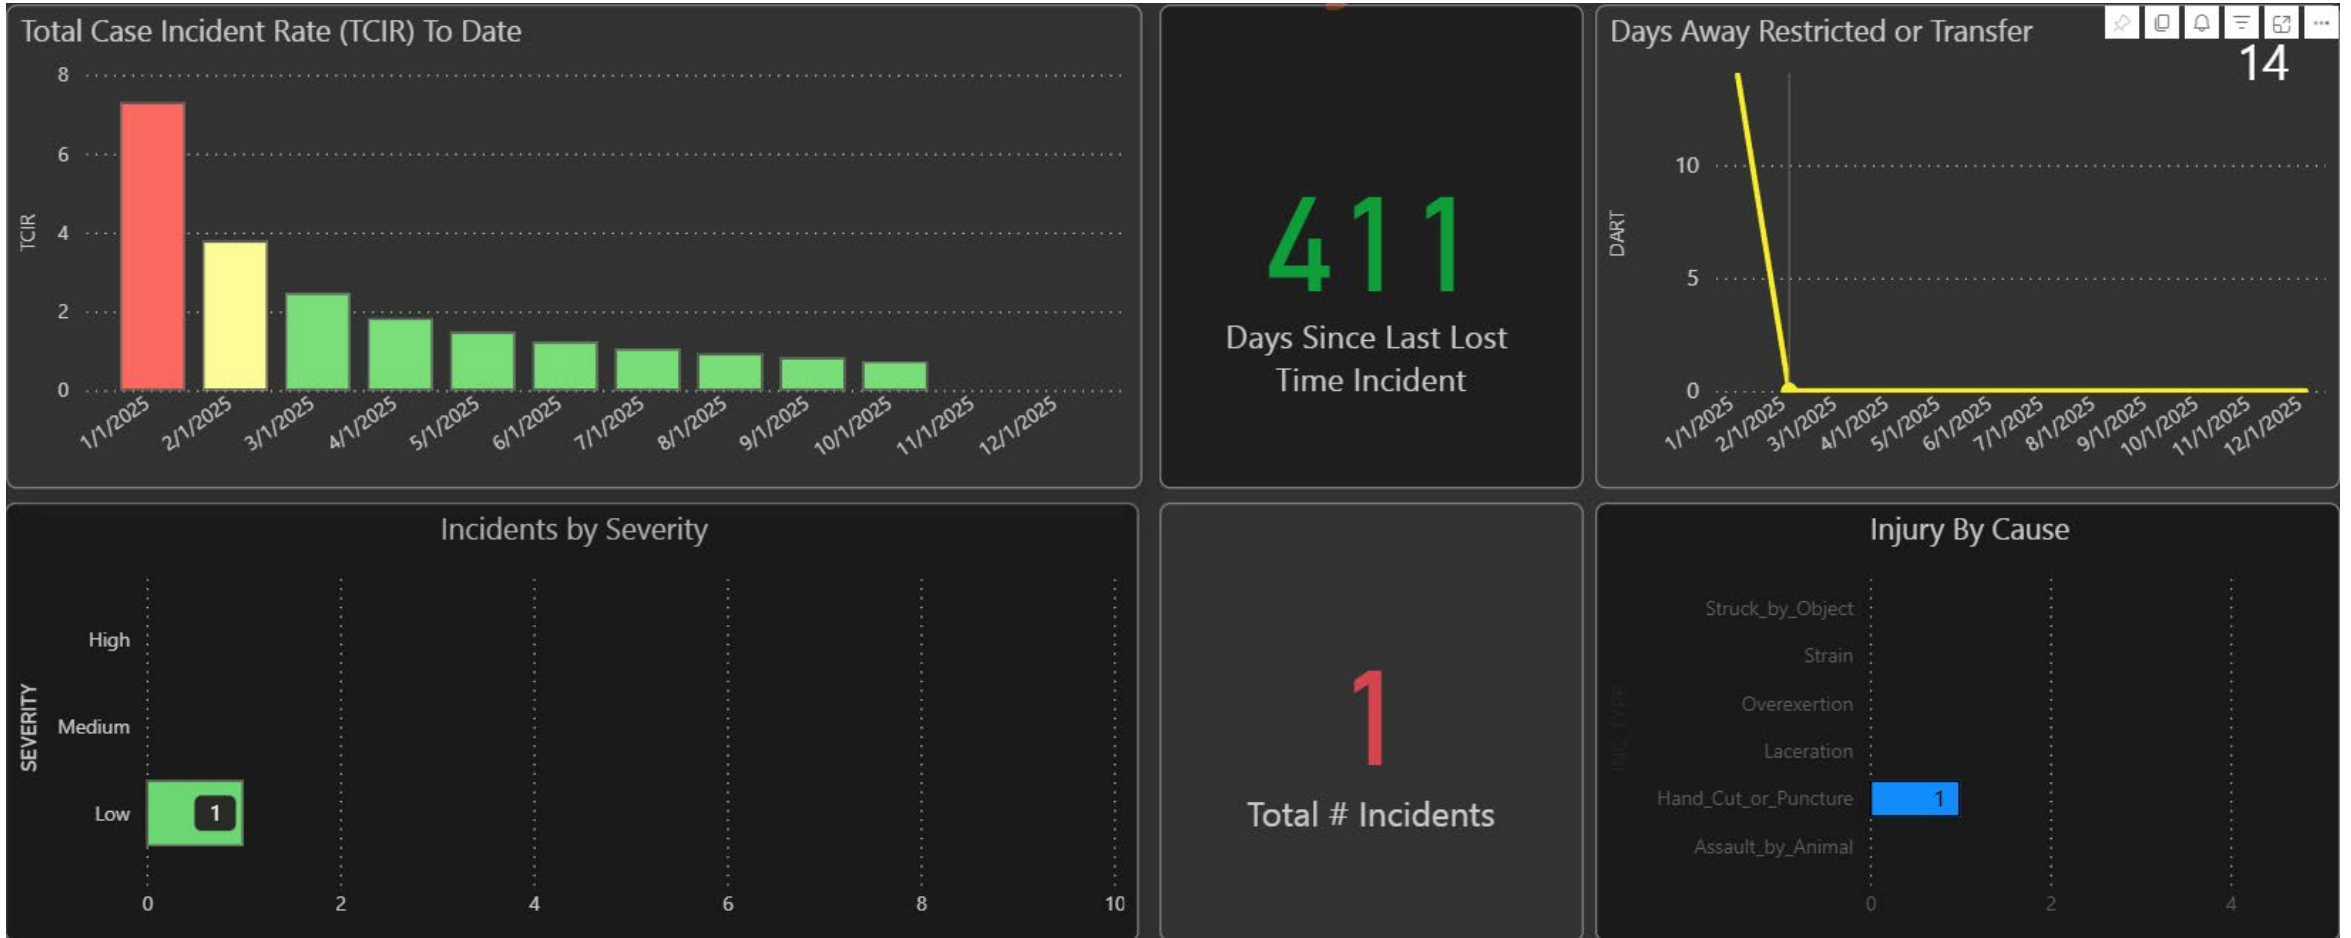 Total Case Incident Rate (TCIR) To Date
8
6
4
2
0
TCIR
1/1/2025
2/1/2025
3/1/2025
4/1/2025
5/1/2025
6/1/2025
7/1/2025
8/1/2025
9/1/2025
10/1/2025
11/1/2025
12/1/2025
411
Days Since Last Lost
Time Incident
Days Away Restricted or Transfer
14
10
5
0
DART
1/1/2025
2/1/2025
3/1/2025
4/1/2025
5/1/2025
6/1/2025
7/1/2025
8/1/2025
9/1/2025
10/1/2025
11/1/2025
12/1/2025
Incidents by Severity
SEVERITY
High
Medium
Low
1
0
2
4
6
8
10
1
Total # Incidents
Injury By Cause
Struck_by_Object
Strain
Overexertion
Laceration
Hand_Cut_or_Puncture
1
Assault_by_Animal
0
2
4